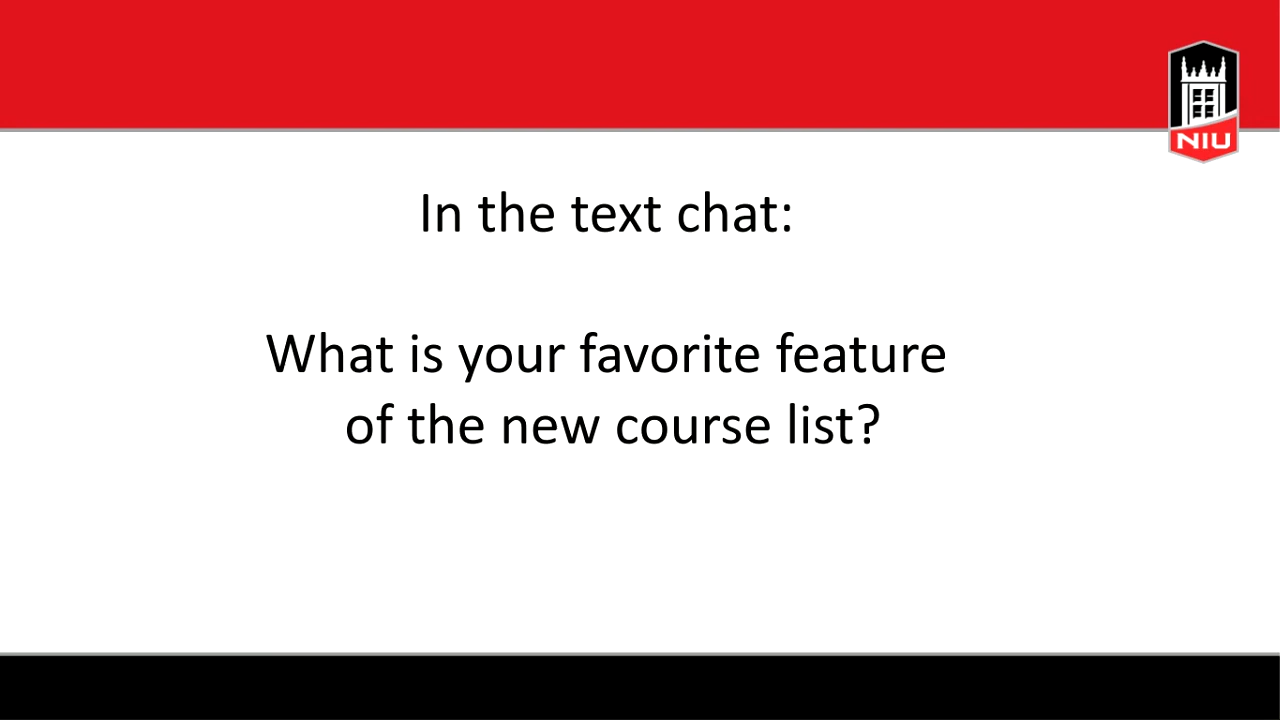 NIU
In the text chat:
What is your favorite feature
of the new course list?